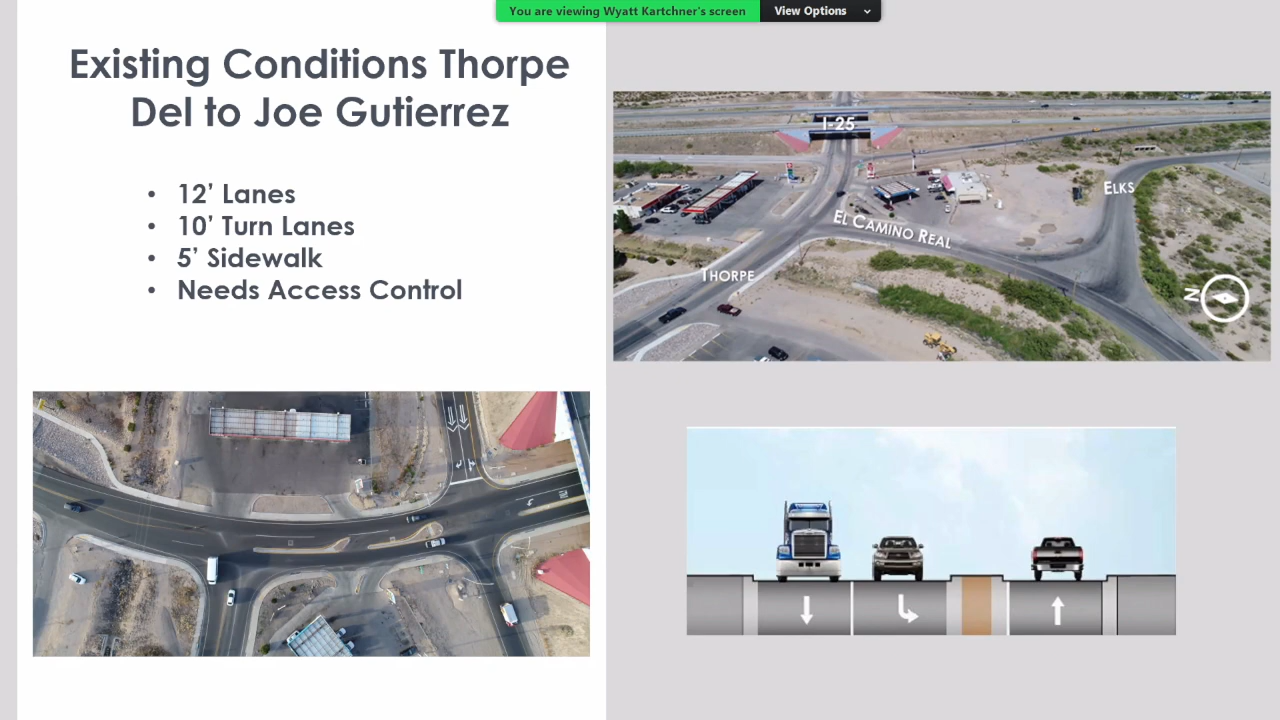 You are viewing Wyatt Kartchner's screen
View Options
Existing Conditions Thorpe
Del to Joe Gutierrez
• 12’ Lanes
• 10’ Turn Lanes
• 5’ Sidewalk
• Needs Access Control
I-25
ELKS
EL CAMINO REAL
THORPE
N